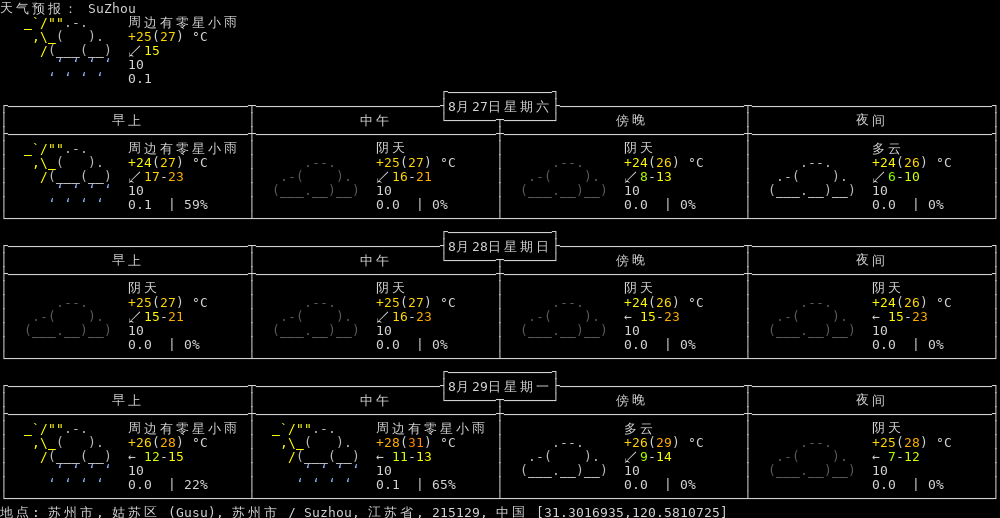 天气预报： SuZhou
周边有零星小雨
+25(27) °C
↙ 15
10
0.1
8月27日星期六
早上 中午 傍晚 夜间
周边有零星小雨 阴天 阴天 多云
+24(27) °C +25(27) °C +24(26) °C +24(26) °C
↙ 17-23 ↙ 16-21 ↙ 8-13 ↙ 6-10
10 10 10 10
0.1 | 59% 0.0 | 0% 0.0 | 0% 0.0 | 0%
8月28日星期日
早上 中午 傍晚 夜间
阴天 阴天 阴天 阴天
+25(27) °C +25(27) °C +24(26) °C +24(26) °C
↙ 15-21 ↙ 16-23 ← 15-23 ← 15-23
10 10 10 10
0.0 | 0% 0.0 | 0% 0.0 | 0% 0.0 | 0%
8月29日星期一
早上 中午 傍晚 夜间
周边有零星小雨 周边有零星小雨 多云 阴天
+26(28) °C +28(31) °C +26(29) °C +25(28) °C
← 12-15 ← 11-13 ↙ 9-14 ← 7-12
10 10 10 10
0.0 | 22% 0.1 | 65% 0.0 | 0% 0.0 | 0%
地点: 苏州市, 姑苏区 (Gusu), 苏州市 / Suzhou, 江苏省, 215129, 中国 [31.3016935,120.5810725]